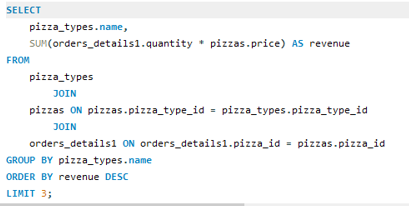 SELECT
pizza_types.name,
SUM(orders_details1.quantity * pizzas.price) AS revenue
FROM
pizza_types
JOIN
pizzas ON pizzas.pizza_type_id = pizza_types.pizza_type_id
JOIN
orders_details1 ON orders_details1.pizza_id = pizzas.pizza_id
GROUP BY pizza_types.name
ORDER BY revenue DESC
LIMIT 3;